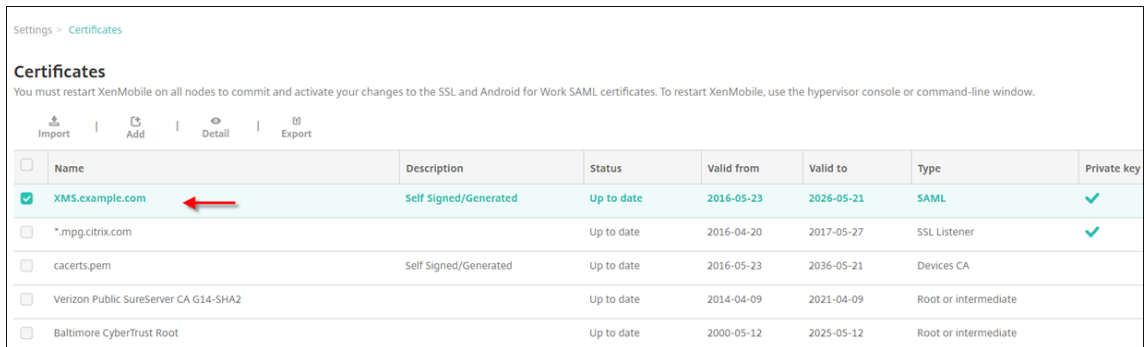 Settings > Certificates
Certificates
You must restart XenMobile on all nodes to commit and activate your changes to the SSL and Android for Work SAML certificates. To restart XenMobile, use the hypervisor console or command-line window.
Import | Add | Detail | Export
Name Description Status Valid from Valid to Type Private key
XMS.example.com Self Signed/Generated Up to date 2016-05-23 2026-05-21 SAML
*.mpg.citrix.com Up to date 2016-04-20 2017-05-27 SSL Listener
cacerts.pem Self Signed/Generated Up to date 2016-05-23 2036-05-21 Devices CA
Verizon Public SureServer CA G14-SHA2 Up to date 2014-04-09 2021-04-09 Root or intermediate
Baltimore CyberTrust Root Up to date 2000-05-12 2025-05-12 Root or intermediate